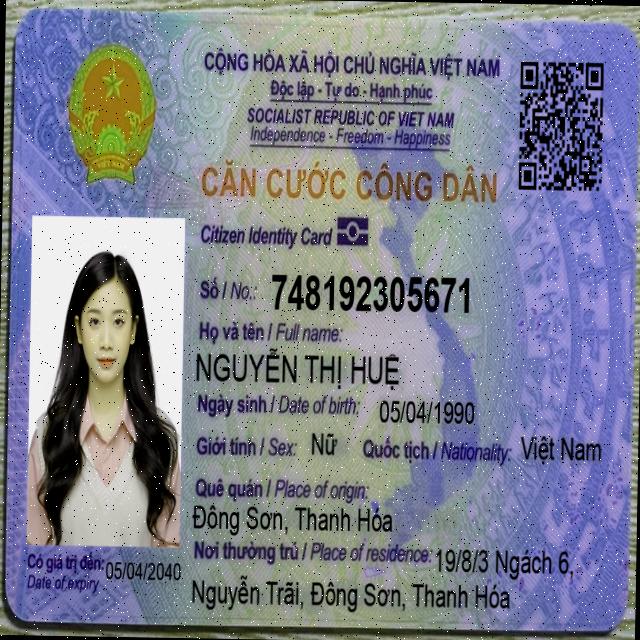 CỘNG HÒA XÃ HỘI CHỦ NGHĨA VIỆT NAM
Độc lập - Tự do - Hạnh phúc
SOCIALIST REPUBLIC OF VIET NAM
Independence - Freedom - Happiness
CĂN CƯỚC CÔNG DÂN
Citizen Identity Card
Số / No.: 748192305671
Họ và tên / Full name:
NGUYỄN THỊ HUỆ
Ngày sinh / Date of birth: 05/04/1990
Giới tính / Sex: Nữ Quốc tịch / Nationality: Việt Nam
Quê quán / Place of origin:
Đông Sơn, Thanh Hóa
Nơi thường trú / Place of residence: 19/8/3 Ngách 6,
Nguyễn Trãi, Đông Sơn, Thanh Hóa
Có giá trị đến: 05/04/2040
Date of expiry